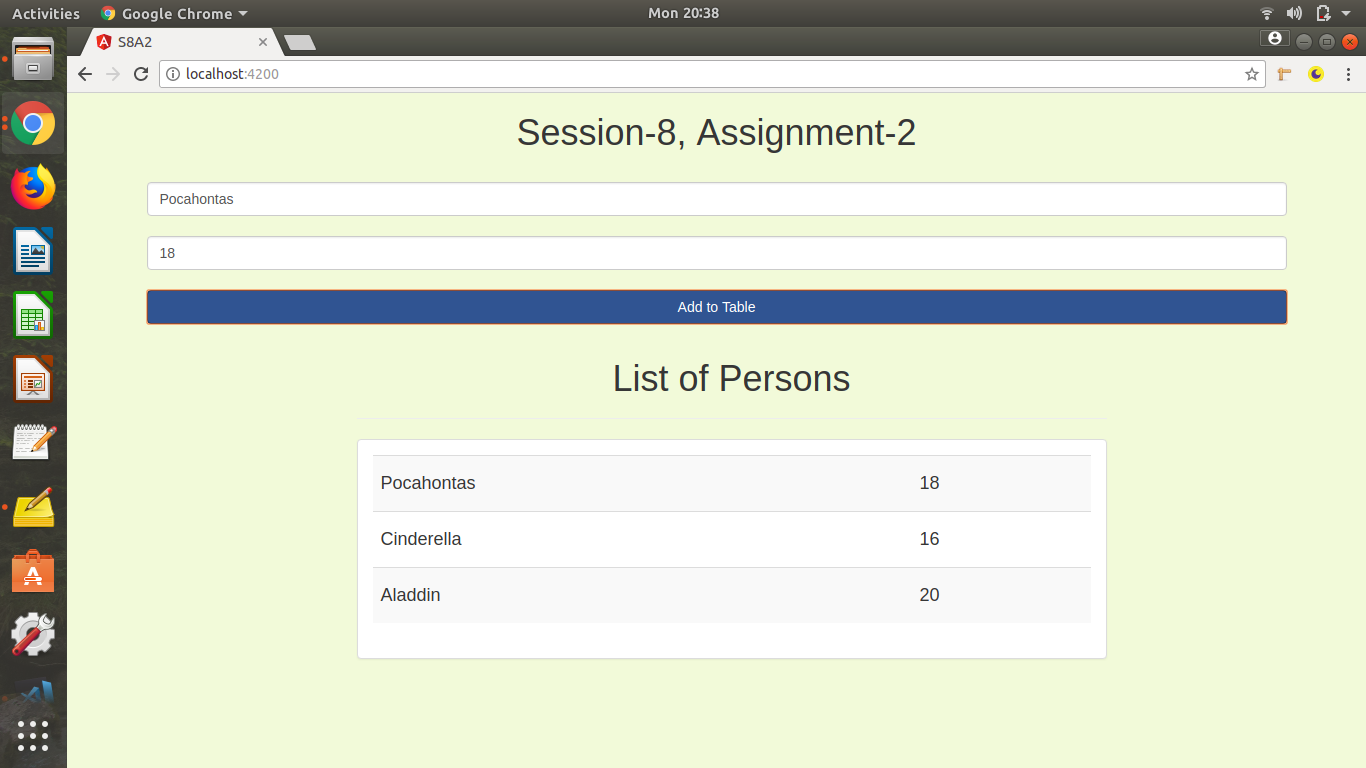 Activities Google Chrome Mon 20:38
S8A2
localhost:4200
Session-8, Assignment-2
Pocahontas
18
Add to Table
List of Persons
Pocahontas 18
Cinderella 16
Aladdin 20